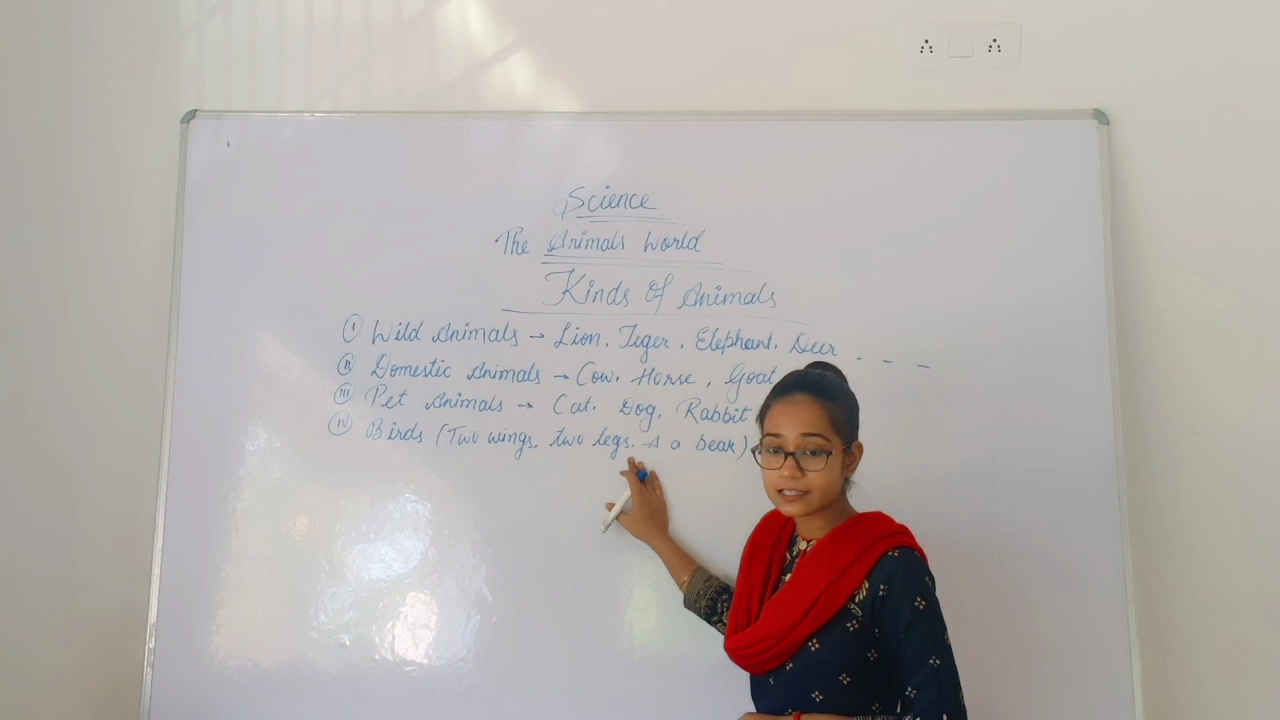 Science
The Animals World
Kinds Of Animals
(I) Wild Animals → Lion, Tiger, Elephant, Deer - - -
(II) Domestic Animals → Cow, Horse, Goat
(III) Pet Animals → Cat, Dog, Rabbit
(IV) Birds (Two wings, two legs, & a beak)